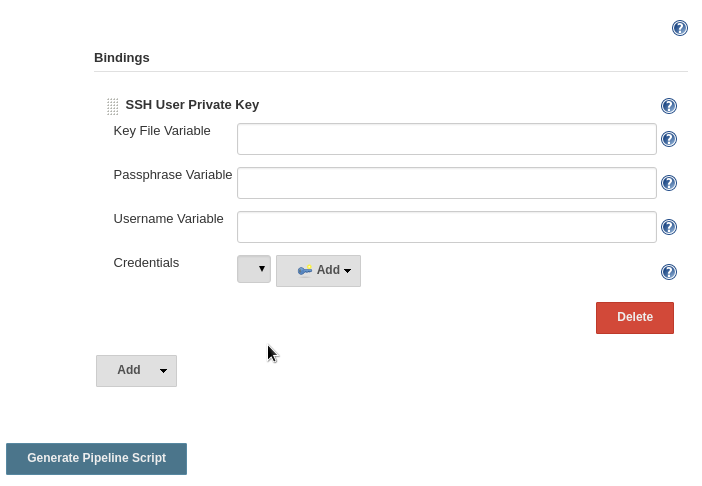 ?
Bindings
SSH User Private Key ?
Key File Variable ?
Passphrase Variable ?
Username Variable ?
Credentials Add ?
Delete
Add
Generate Pipeline Script